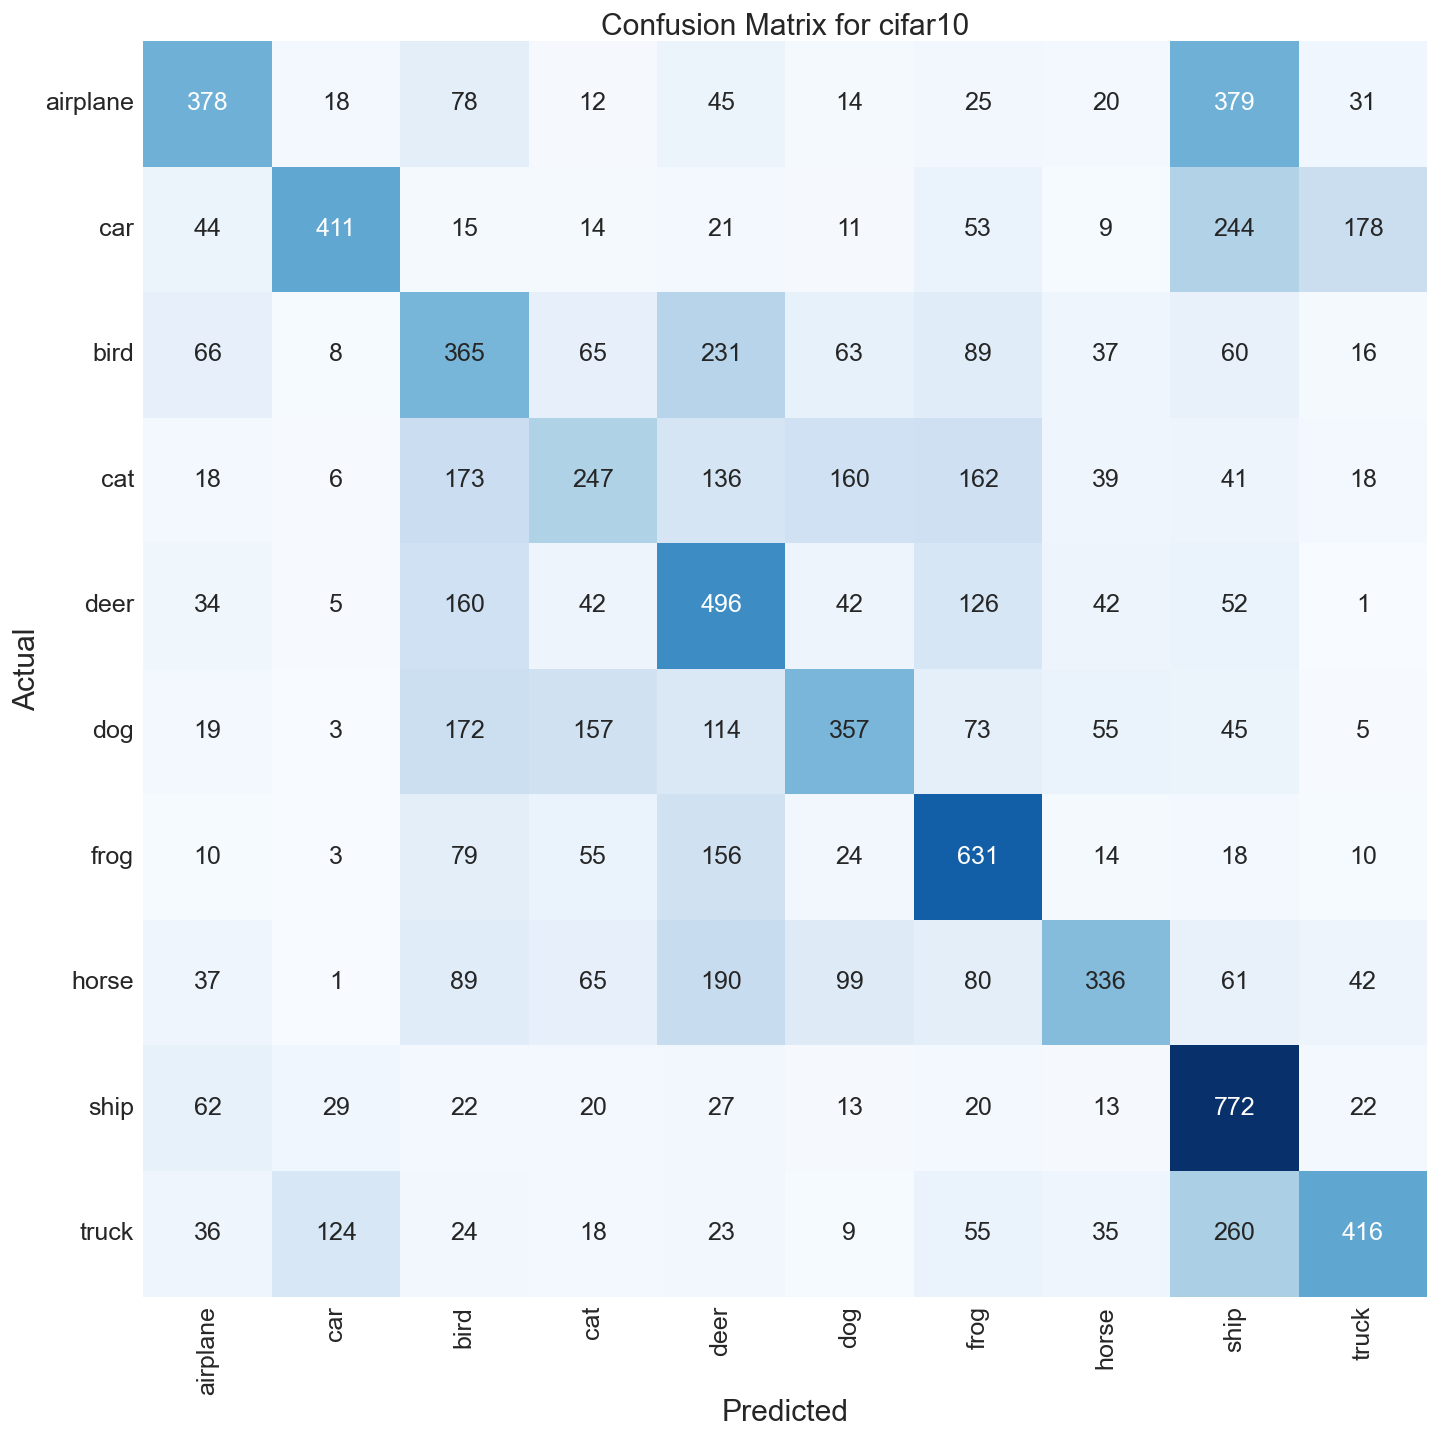 Confusion Matrix for cifar10
airplane 378 18 78 12 45 14 25 20 379 31
car 44 411 15 14 21 11 53 9 244 178
bird 66 8 365 65 231 63 89 37 60 16
cat 18 6 173 247 136 160 162 39 41 18
deer 34 5 160 42 496 42 126 42 52 1
Actual
dog 19 3 172 157 114 357 73 55 45 5
frog 10 3 79 55 156 24 631 14 18 10
horse 37 1 89 65 190 99 80 336 61 42
ship 62 29 22 20 27 13 20 13 772 22
truck 36 124 24 18 23 9 55 35 260 416
airplane car bird cat deer dog frog horse ship truck
Predicted